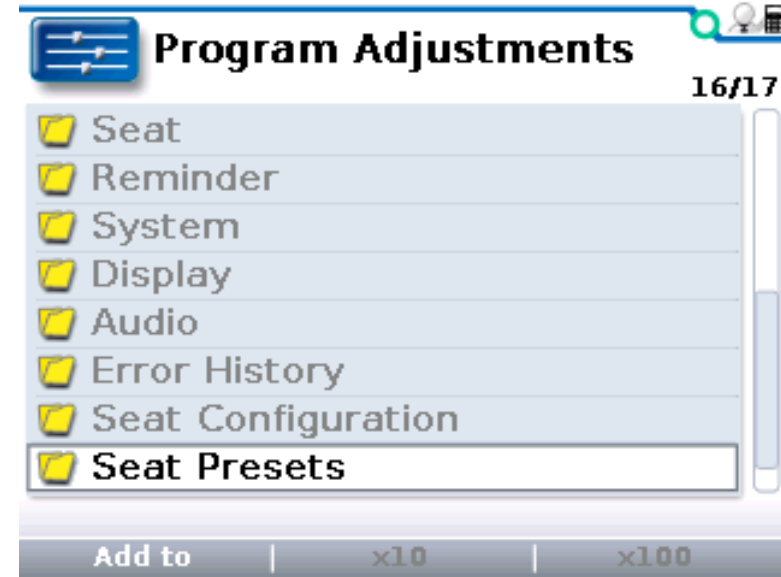 Program Adjustments
16/17
Seat
Reminder
System
Display
Audio
Error History
Seat Configuration
Seat Presets
Add to | x10 | x100